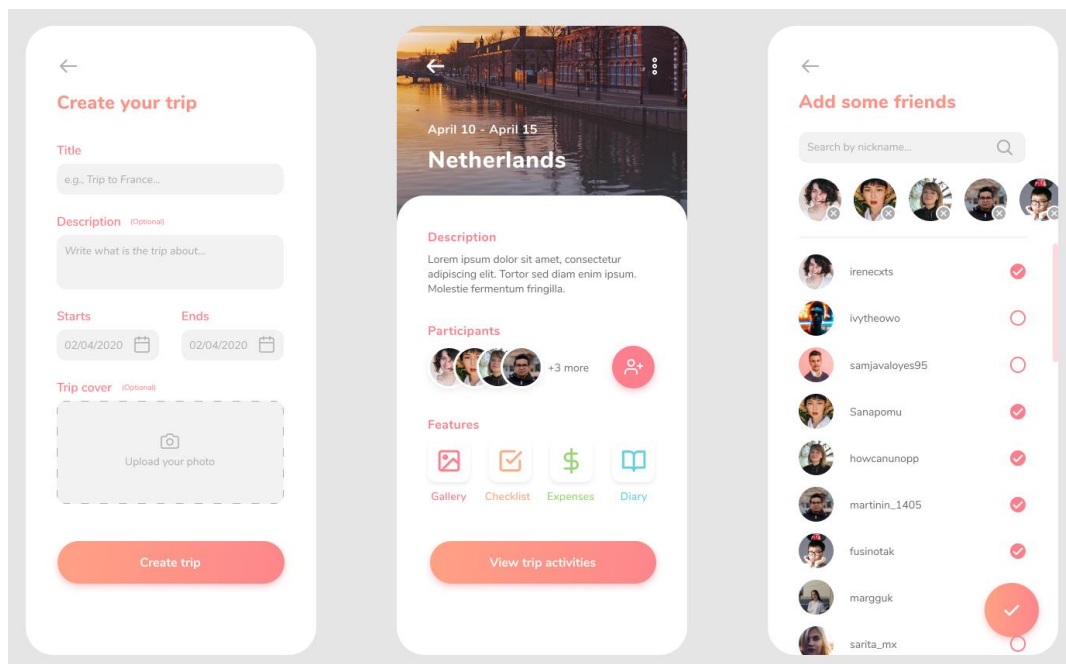 Create your trip
Title
e.g., Trip to France...
Description (Optional)
Write what is the trip about...
Starts Ends
02/04/2020 02/04/2020
Trip cover (Optional)
Upload your photo
Create trip
April 10 - April 15
Netherlands
Description
Lorem ipsum dolor sit amet, consectetur
adipiscing elit. Tortor sed diam enim ipsum.
Molestie fermentum fringilla.
Participants
+3 more
Features
Gallery Checklist Expenses Diary
View trip activities
Add some friends
Search by nickname...
irenecxts
ivytheowo
samjavaloyes95
Sanapomu
howcanunopp
martinin_1405
fusinotak
margguk
sarita_mx